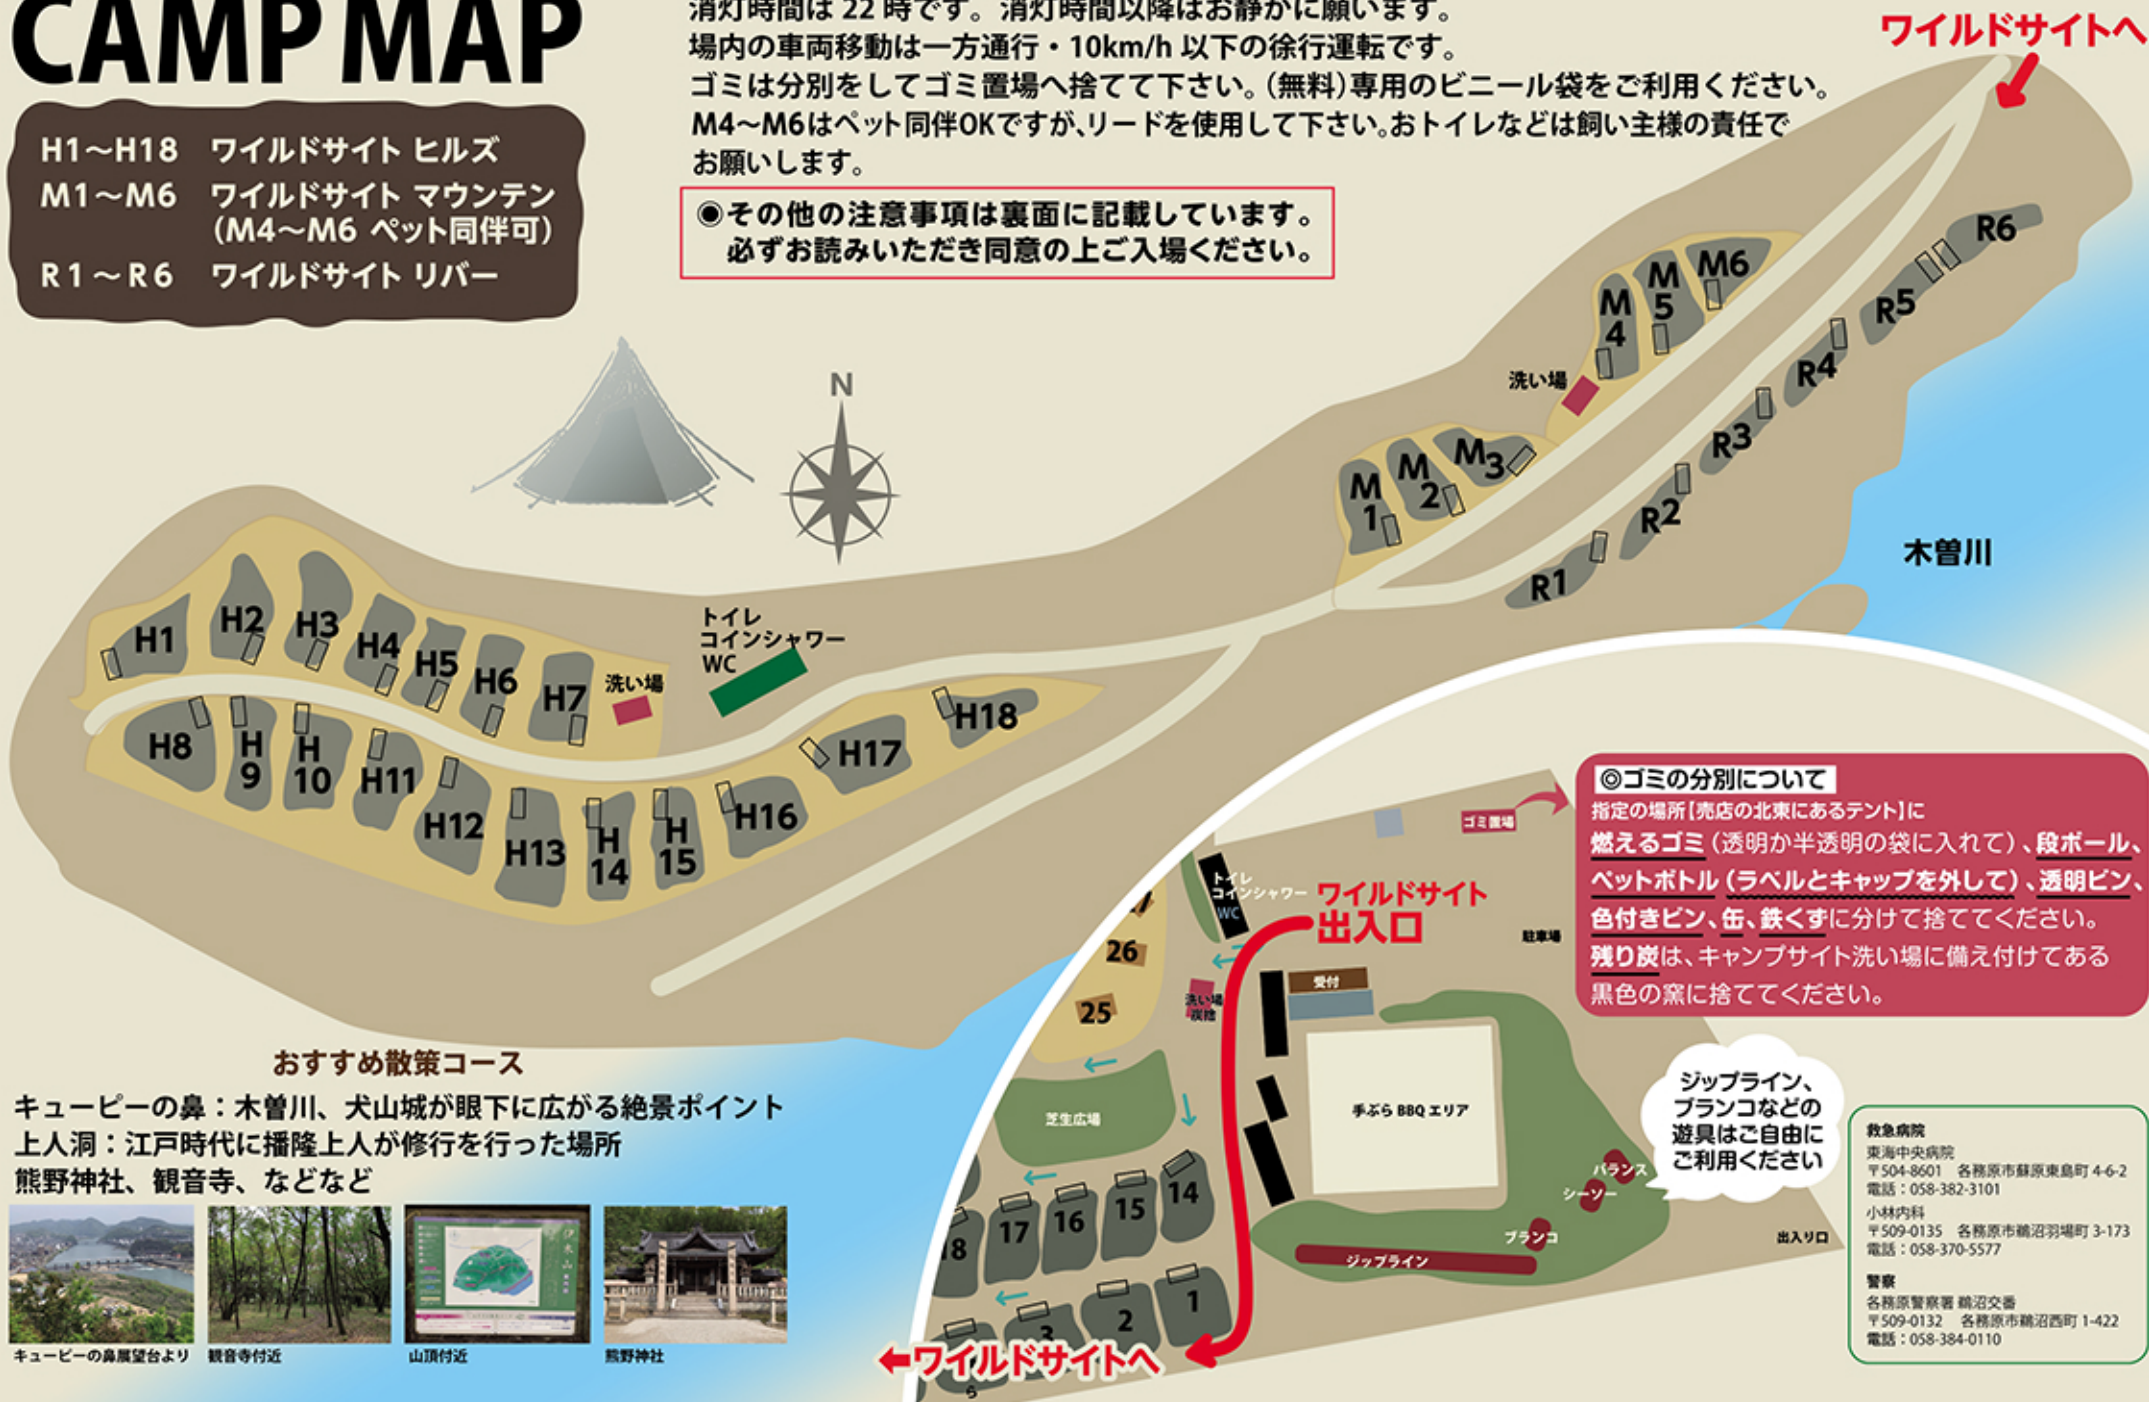 CAMP MAP
消灯時間は 22 時です。消灯時間以降はお静かに願います。
場内の車両移動は一方通行・10km/h 以下の徐行運転です。
ゴミは分別をしてゴミ置場へ捨てて下さい。(無料)専用のビニール袋をご利用ください。
M4〜M6はペット同伴OKですが、リードを使用して下さい。おトイレなどは飼い主様の責任で
お願いします。
◉その他の注意事項は裏面に記載しています。
必ずお読みいただき同意の上ご入場ください。
H1〜H18 ワイルドサイト ヒルズ
M1〜M6 ワイルドサイト マウンテン
(M4〜M6 ペット同伴可)
R1〜R6 ワイルドサイト リバー
ワイルドサイトへ
N
R6
R5
R4
R3
R2
R1
M6
M
5
M
4
洗い場
M3
M
2
M
1
木曽川
トイレ
コインシャワー
WC
洗い場
H1
H2
H3
H4
H5
H6
H7
H8
H
9
H
10
H11
H12
H13
H
14
H
15
H16
H17
H18
◎ゴミの分別について
指定の場所【売店の北東にあるテント】に
燃えるゴミ(透明か半透明の袋に入れて)、段ボール、
ペットボトル(ラベルとキャップを外して)、透明ビン、
色付きビン、缶、鉄くずに分けて捨ててください。
残り炭は、キャンプサイト洗い場に備え付けてある
黒色の窯に捨ててください。
ゴミ置場
トイレ
コインシャワー
WC
ワイルドサイト
出入口
駐車場
受付
26
25
洗い場
炭捨
芝生広場
手ぶら BBQ エリア
ジップライン、
ブランコなどの
遊具はご自由に
ご利用ください
バランス
シーソー
ブランコ
ジップライン
出入り口
14
15
16
17
18
1
2
3
ら
←ワイルドサイトへ
おすすめ散策コース
キューピーの鼻：木曽川、犬山城が眼下に広がる絶景ポイント
上人洞：江戸時代に播隆上人が修行を行った場所
熊野神社、観音寺、などなど
キューピーの鼻展望台より
観音寺付近
山頂付近
熊野神社
救急病院
東海中央病院
〒504-8601 各務原市蘇原東島町 4-6-2
電話：058-382-3101
小林内科
〒509-0135 各務原市鵜沼羽場町 3-173
電話：058-370-5577
警察
各務原警察署 鵜沼交番
〒509-0132 各務原市鵜沼西町 1-422
電話：058-384-0110